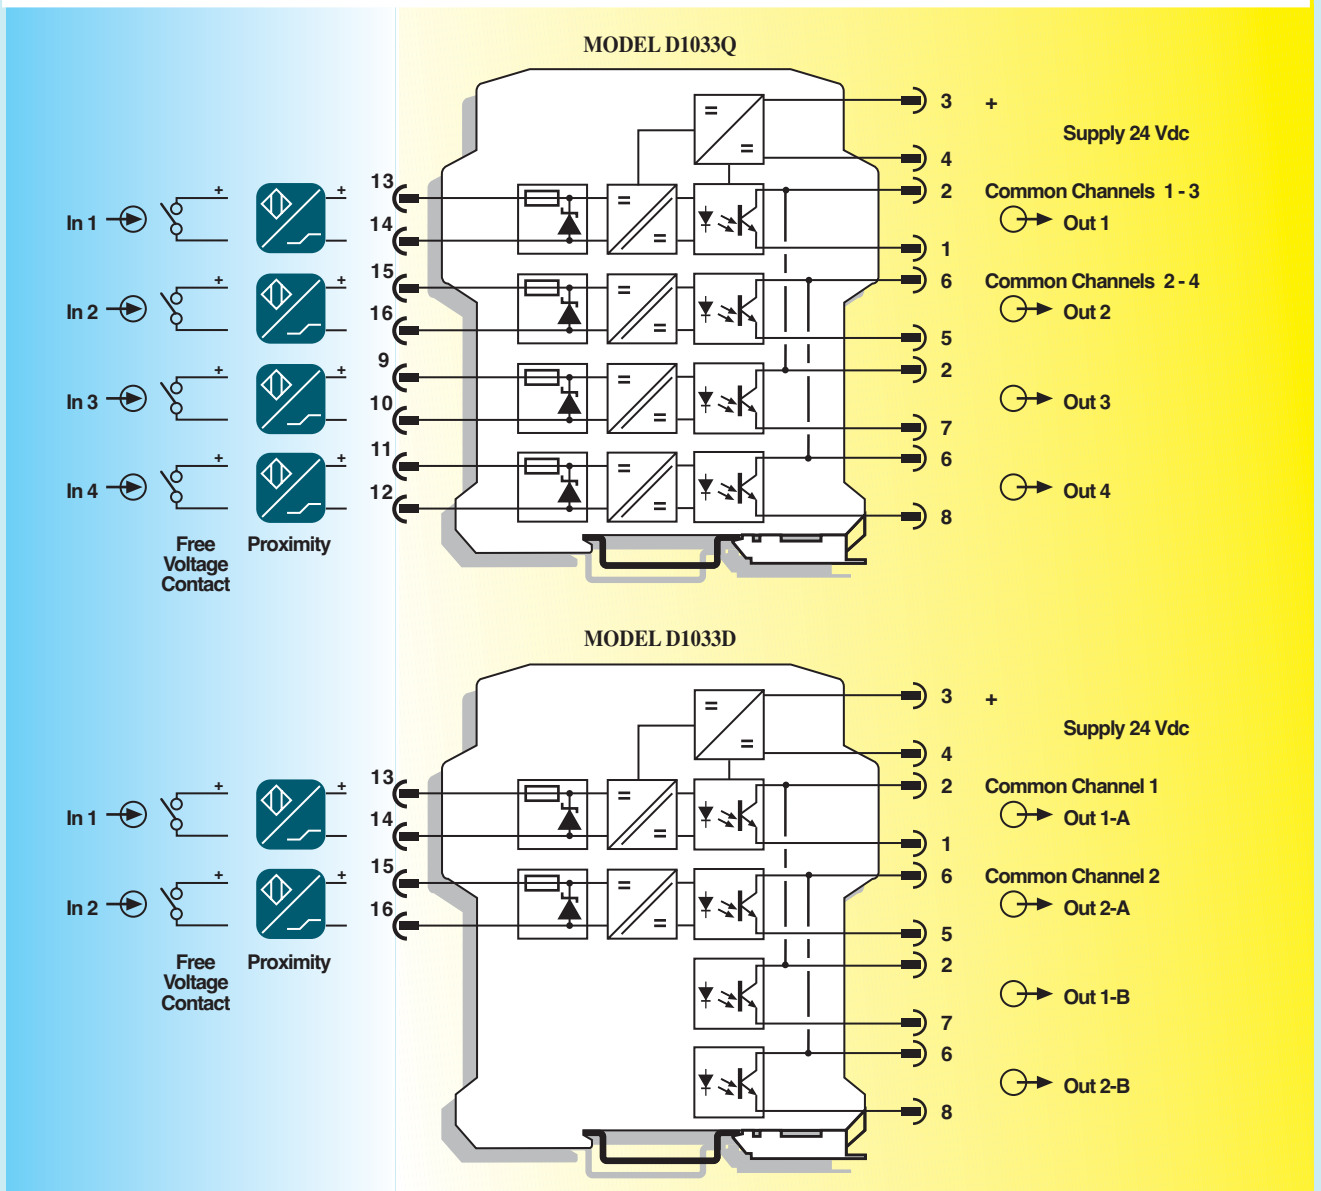 MODEL D1033Q
3 +
Supply 24 Vdc
4
13 + + 2 Common Channels 1 - 3
In 1 14 Out 1
1
15 + + 6 Common Channels 2 - 4
In 2 16 Out 2
5
9 + + 2
In 3 10 Out 3
7
11 + + 6
In 4 12 Out 4
8
Free Voltage Contact
Proximity
MODEL D1033D
3 +
Supply 24 Vdc
4
13 + + 2 Common Channel 1
In 1 14 Out 1-A
1
15 + + 6 Common Channel 2
In 2 16 Out 2-A
5
Free Voltage Contact
Proximity
2
Out 1-B
7
6
Out 2-B
8